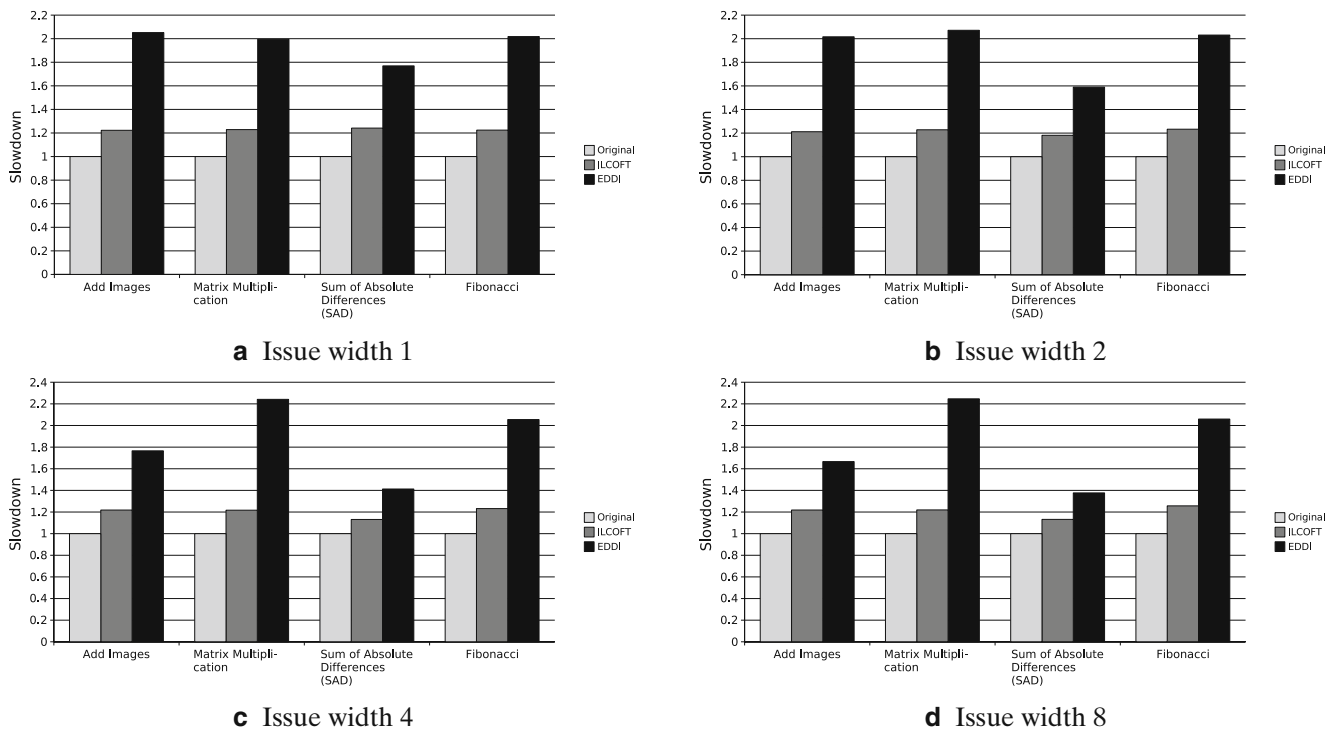 2.2
2
1.8
1.6
1.4
1.2
1
0.8
0.6
0.4
0.2
0
Slowdown
Add Images
Matrix Multipli-
cation
Sum of Absolute
Differences
(SAD)
Fibonacci
Original
ILCOFT
EDDI
a Issue width 1
2.2
2
1.8
1.6
1.4
1.2
1
0.8
0.6
0.4
0.2
0
Slowdown
Add Images
Matrix Multipli-
cation
Sum of Absolute
Differences
(SAD)
Fibonacci
Original
ILCOFT
EDDI
b Issue width 2
2.4
2.2
2
1.8
1.6
1.4
1.2
1
0.8
0.6
0.4
0.2
0
Slowdown
Add Images
Matrix Multipli-
cation
Sum of Absolute
Differences
(SAD)
Fibonacci
Original
ILCOFT
EDDI
c Issue width 4
2.4
2.2
2
1.8
1.6
1.4
1.2
1
0.8
0.6
0.4
0.2
0
Slowdown
Add Images
Matrix Multipli-
cation
Sum of Absolute
Differences
(SAD)
Fibonacci
Original
ILCOFT
EDDI
d Issue width 8